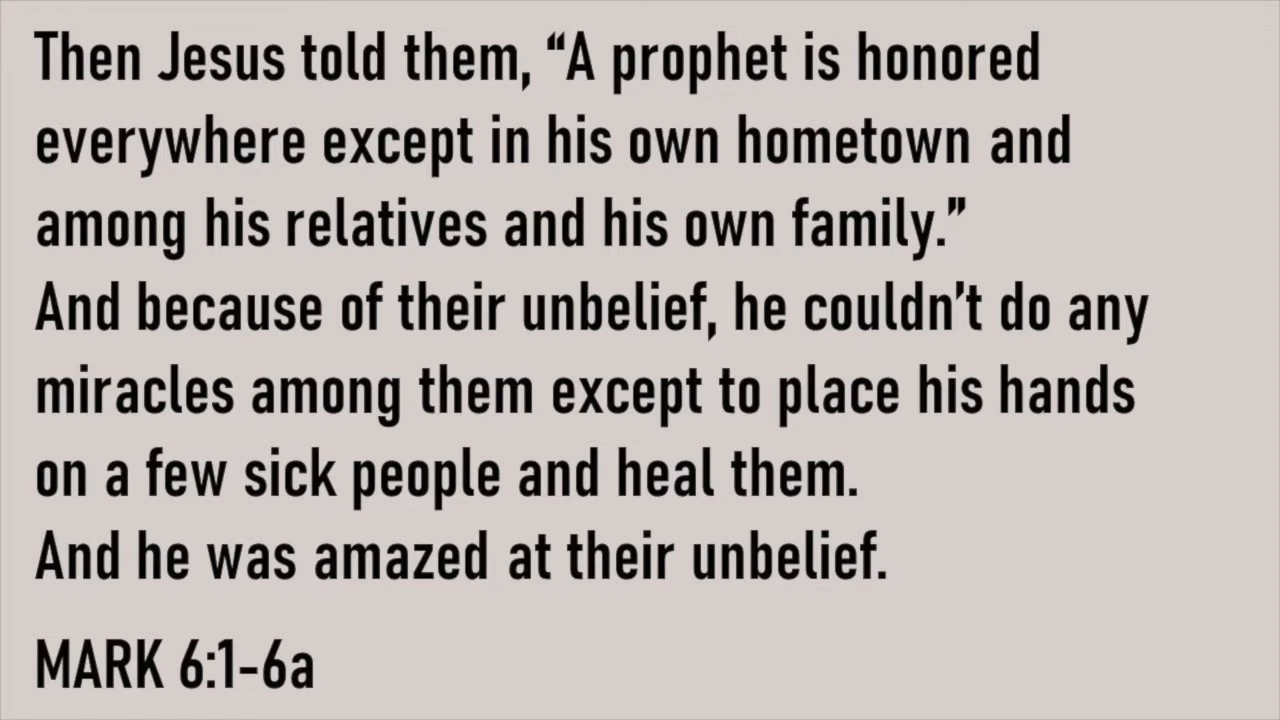 Then Jesus told them, “A prophet is honored
everywhere except in his own hometown and
among his relatives and his own family.”
And because of their unbelief, he couldn’t do any
miracles among them except to place his hands
on a few sick people and heal them.
And he was amazed at their unbelief.
MARK 6:1-6a